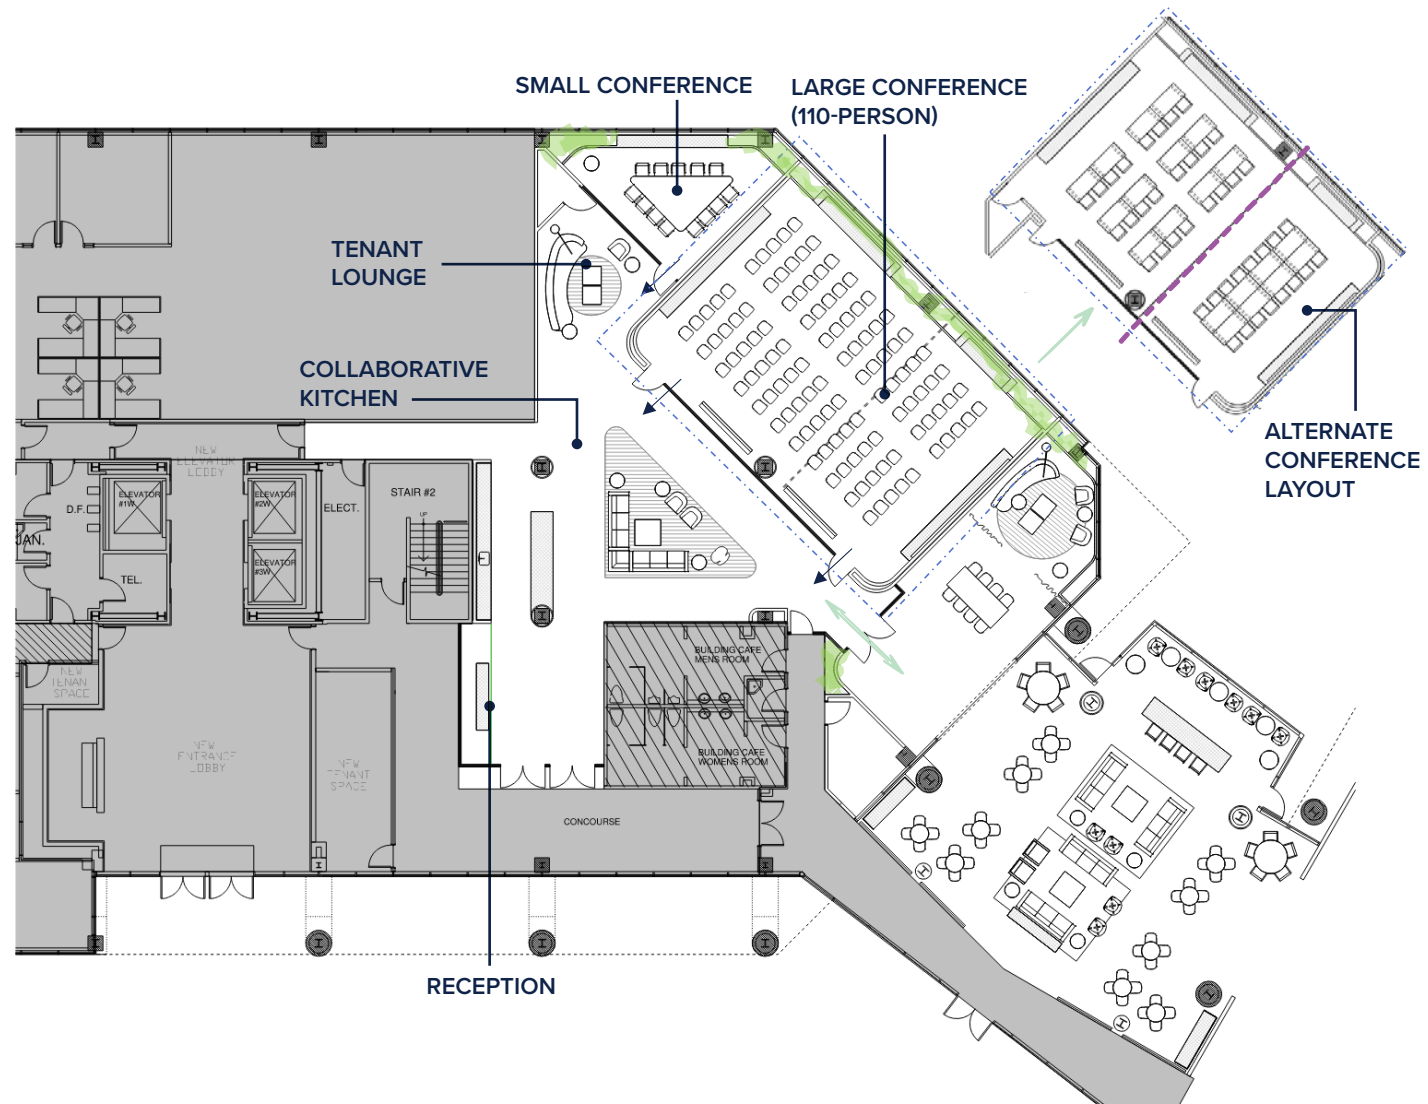 SMALL CONFERENCE
LARGE CONFERENCE
(110-PERSON)
TENANT
LOUNGE
COLLABORATIVE
KITCHEN
ALTERNATE
CONFERENCE
LAYOUT
NEW
ELEVATOR
LOBBY
ELEVATOR
#1W
D.F.
JAN.
TEL.
ELEVATOR
#2W
ELEVATOR
#3W
ELECT.
STAIR #2
UP
BUILDING CAFE
MENS ROOM
BUILDING CAFE
WOMENS ROOM
NEW
TENAN
SPACE
NEW
ENTRANCE
LOBBY
NEW
TENANT
SPACE
CONCOURSE
RECEPTION